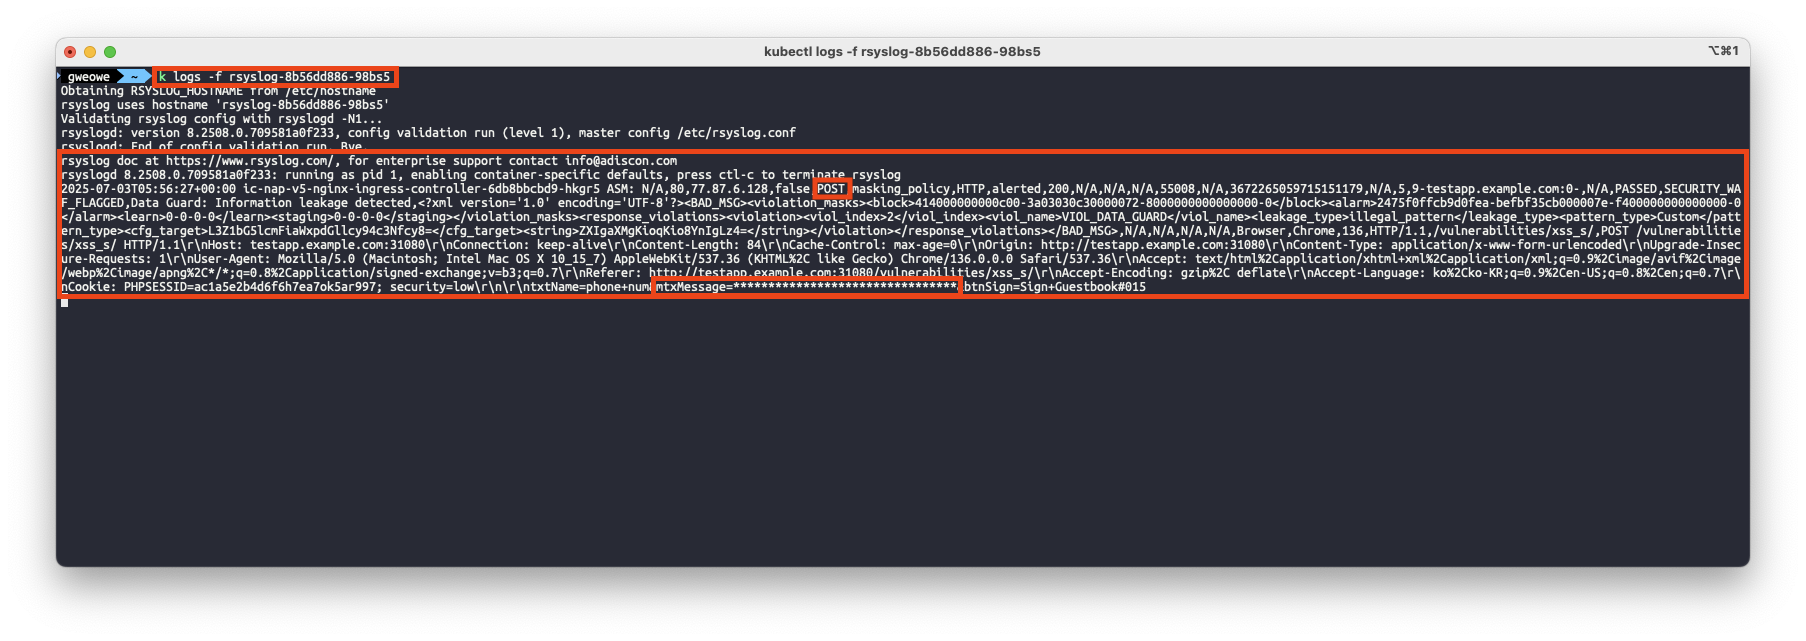 kubectl logs -f rsyslog-8b56dd886-98bs5
⌥⌘1
gweowe ~ k logs -f rsyslog-8b56dd886-98bs5
Obtaining RSYSLOG_HOSTNAME from /etc/hostname
rsyslog uses hostname 'rsyslog-8b56dd886-98bs5'
Validating rsyslog config with rsyslogd -N1...
rsyslogd: version 8.2508.0.709581a0f233, config validation run (level 1), master config /etc/rsyslog.conf
rsyslogd: End of config validation run. Bye.
rsyslog doc at https://www.rsyslog.com/, for enterprise support contact info@adiscon.com
rsyslogd 8.2508.0.709581a0f233: running as pid 1, enabling container-specific defaults, press ctl-c to terminate rsyslog
2025-07-03T05:56:27+00:00 ic-nap-v5-nginx-ingress-controller-6db8bbcbd9-hkgr5 ASM: N/A,80,77.87.6.128,false,POST,masking_policy,HTTP,alerted,200,N/A,N/A,N/A,55008,N/A,3672265059715151179,N/A,5,9-testapp.example.com:0-,N/A,PASSED,SECURITY_WA
F_FLAGGED,Data Guard: Information leakage detected,<?xml version='1.0' encoding='UTF-8'?><BAD_MSG><violation_masks><block>414000000000c00-3a03030c30000072-8000000000000000-0</block><alarm>2475f0ffcb9d0fea-befbf35cb000007e-f400000000000000-0
</alarm><learn>0-0-0-0</learn><staging>0-0-0-0</staging></violation_masks><response_violations><violation><viol_index>2</viol_index><viol_name>VIOL_DATA_GUARD</viol_name><leakage_type>illegal_pattern</leakage_type><pattern_type>Custom</patt
ern_type><cfg_target>L3Z1bG5lcmFiaWxpdGllcy94c3Nfcy8=</cfg_target><string>ZXIgaXMgKioqKio8YnIgLz4=</string></violation></response_violations></BAD_MSG>,N/A,N/A,N/A,N/A,Browser,Chrome,136,HTTP/1.1,/vulnerabilities/xss_s/,POST /vulnerabilitie
s/xss_s/ HTTP/1.1\r\nHost: testapp.example.com:31080\r\nConnection: keep-alive\r\nContent-Length: 84\r\nCache-Control: max-age=0\r\nOrigin: http://testapp.example.com:31080\r\nContent-Type: application/x-www-form-urlencoded\r\nUpgrade-Insec
ure-Requests: 1\r\nUser-Agent: Mozilla/5.0 (Macintosh; Intel Mac OS X 10_15_7) AppleWebKit/537.36 (KHTML%2C like Gecko) Chrome/136.0.0.0 Safari/537.36\r\nAccept: text/html%2Capplication/xhtml+xml%2Capplication/xml;q=0.9%2Cimage/avif%2Cimage
/webp%2Cimage/apng%2C*/*;q=0.8%2Capplication/signed-exchange;v=b3;q=0.7\r\nReferer: http://testapp.example.com:31080/vulnerabilities/xss_s/\r\nAccept-Encoding: gzip%2C deflate\r\nAccept-Language: ko%2Cko-KR;q=0.9%2Cen-US;q=0.8%2Cen;q=0.7\r\
nCookie: PHPSESSID=ac1a5e2b4d6f6h7ea7ok5ar997; security=low\r\n\r\ntxtName=phone+num mtxMessage=******************************** btnSign=Sign+Guestbook#015